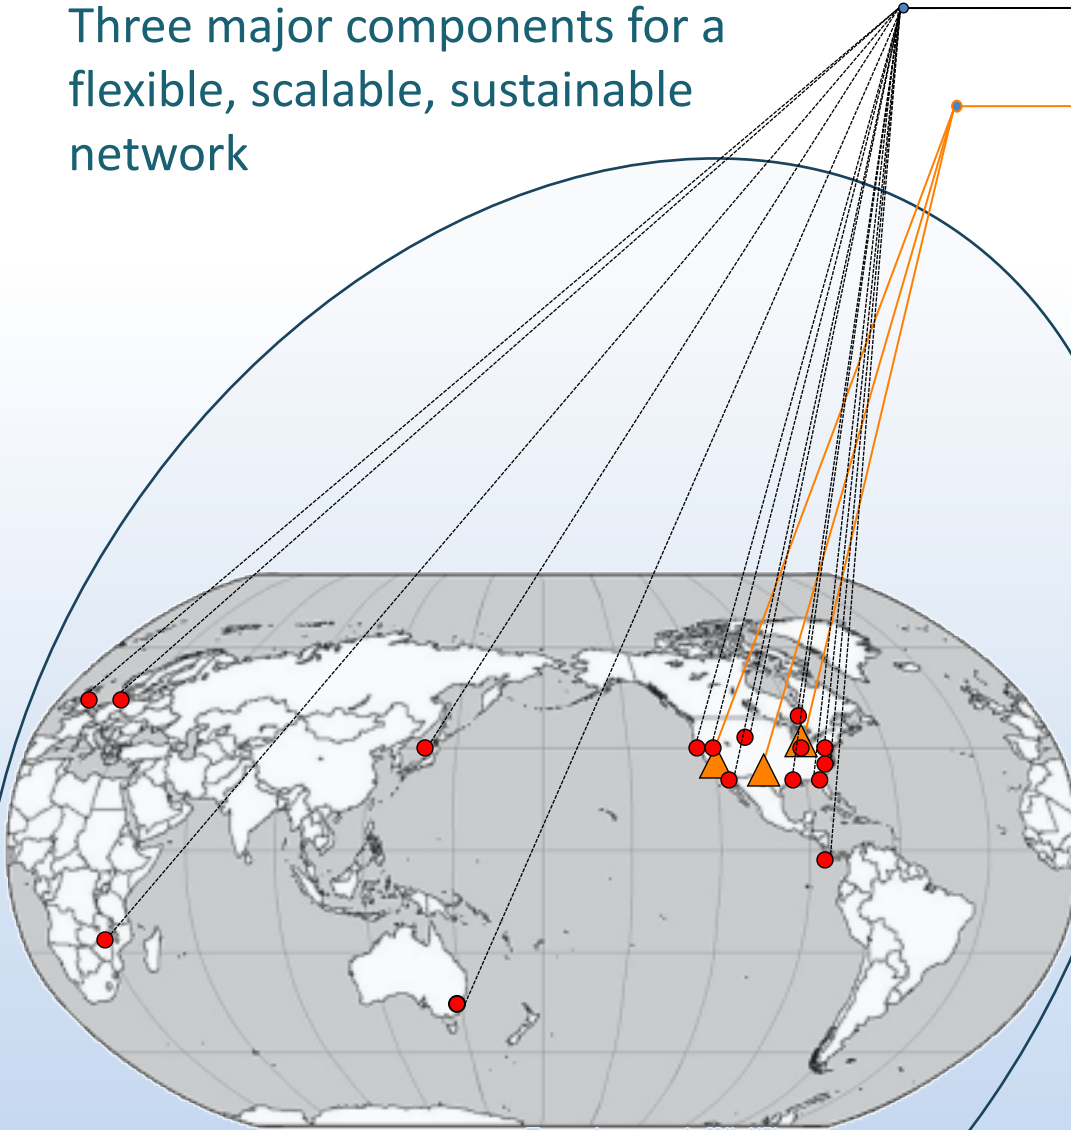 Three major components for a
flexible, scalable, sustainable
network